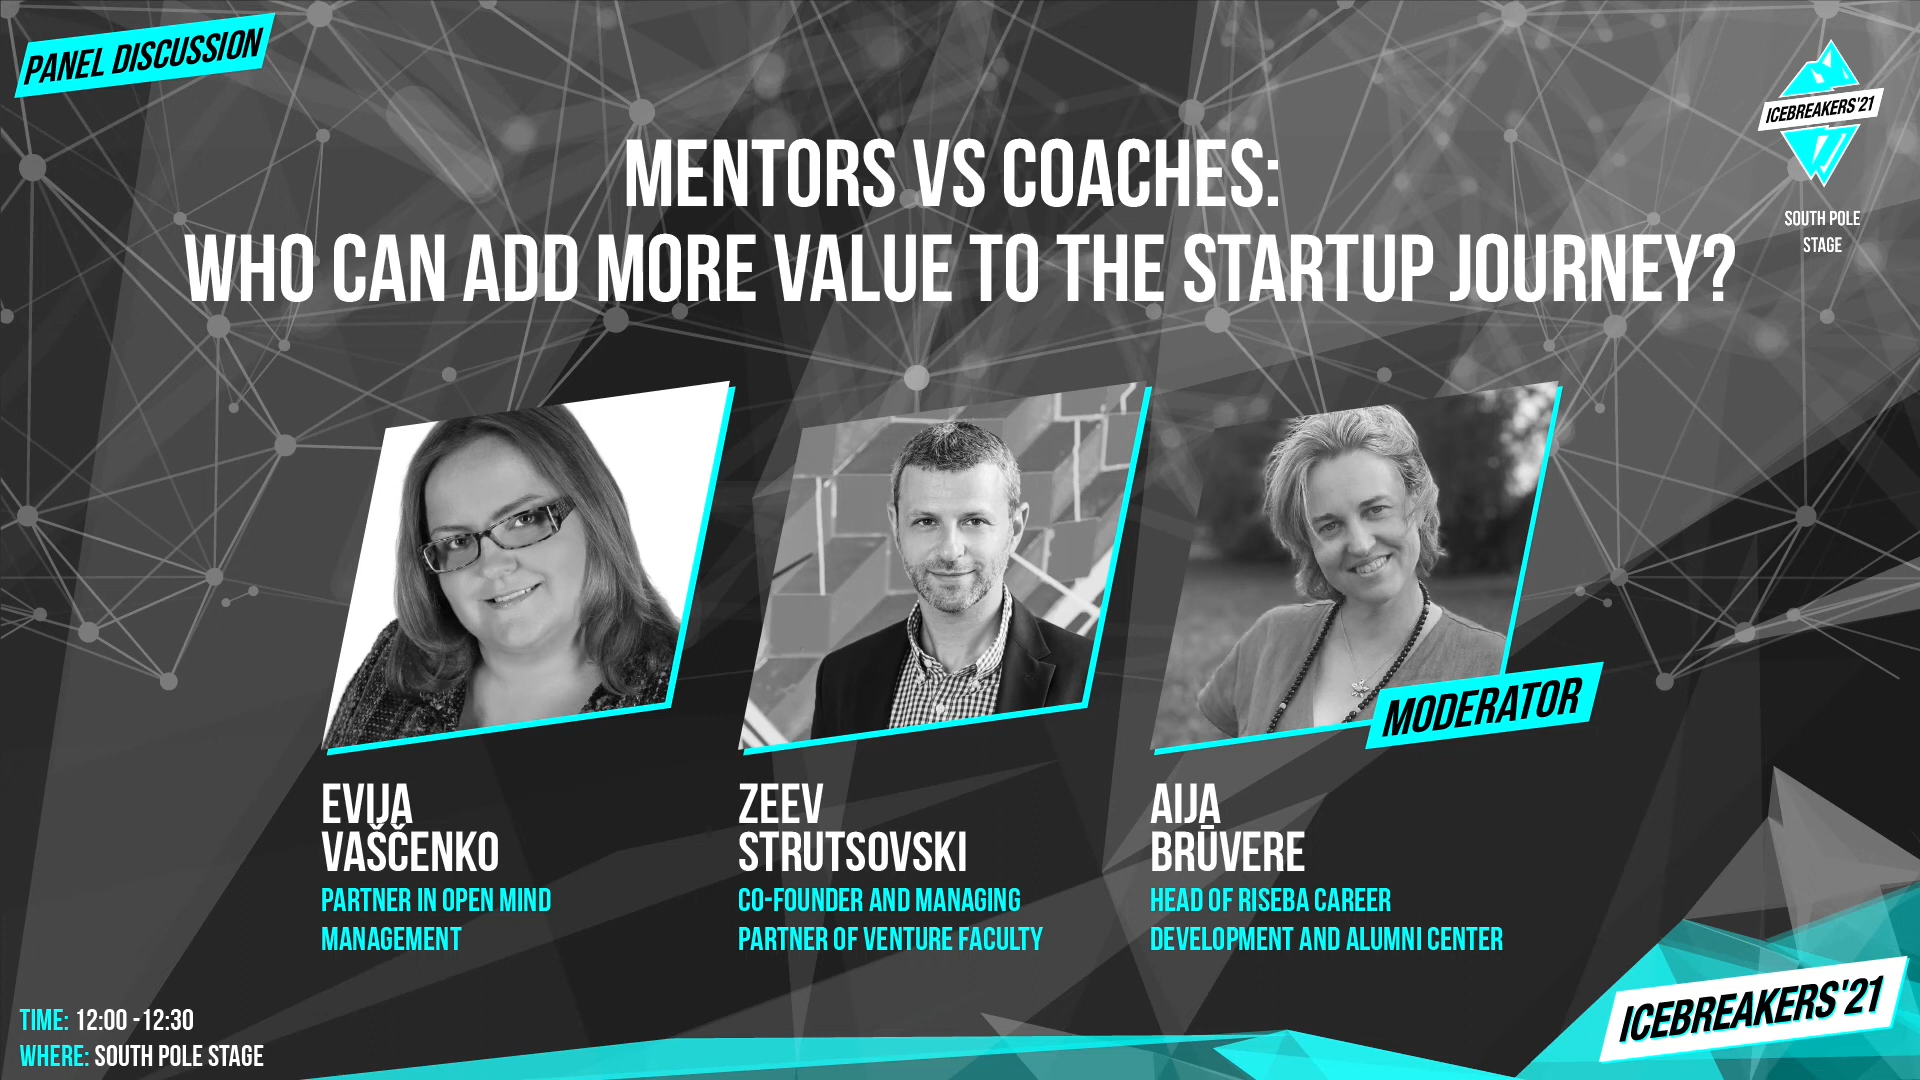 PANEL DISCUSSION
ICEBREAKERS'21
SOUTH POLE
STAGE
MENTORS VS COACHES:
WHO CAN ADD MORE VALUE TO THE STARTUP JOURNEY?
MODERATOR
EVIJA
VAŠČENKO
PARTNER IN OPEN MIND
MANAGEMENT
ZEEV
STRUTSOVSKI
CO-FOUNDER AND MANAGING
PARTNER OF VENTURE FACULTY
AIJA
BRŪVERE
HEAD OF RISEBA CAREER
DEVELOPMENT AND ALUMNI CENTER
TIME: 12:00 -12:30
WHERE: SOUTH POLE STAGE
ICEBREAKERS'21